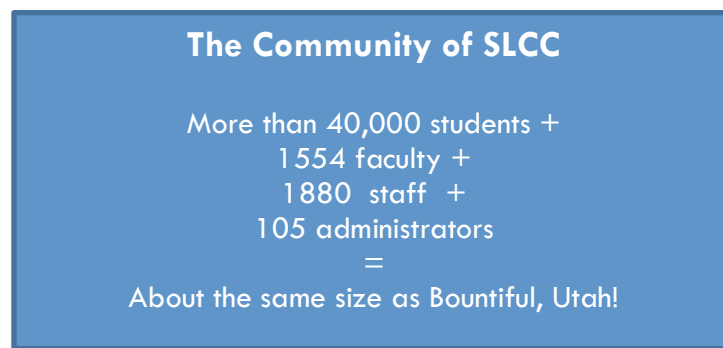 The Community of SLCC
More than 40,000 students +
1554 faculty +
1880 staff +
105 administrators
=
About the same size as Bountiful, Utah!